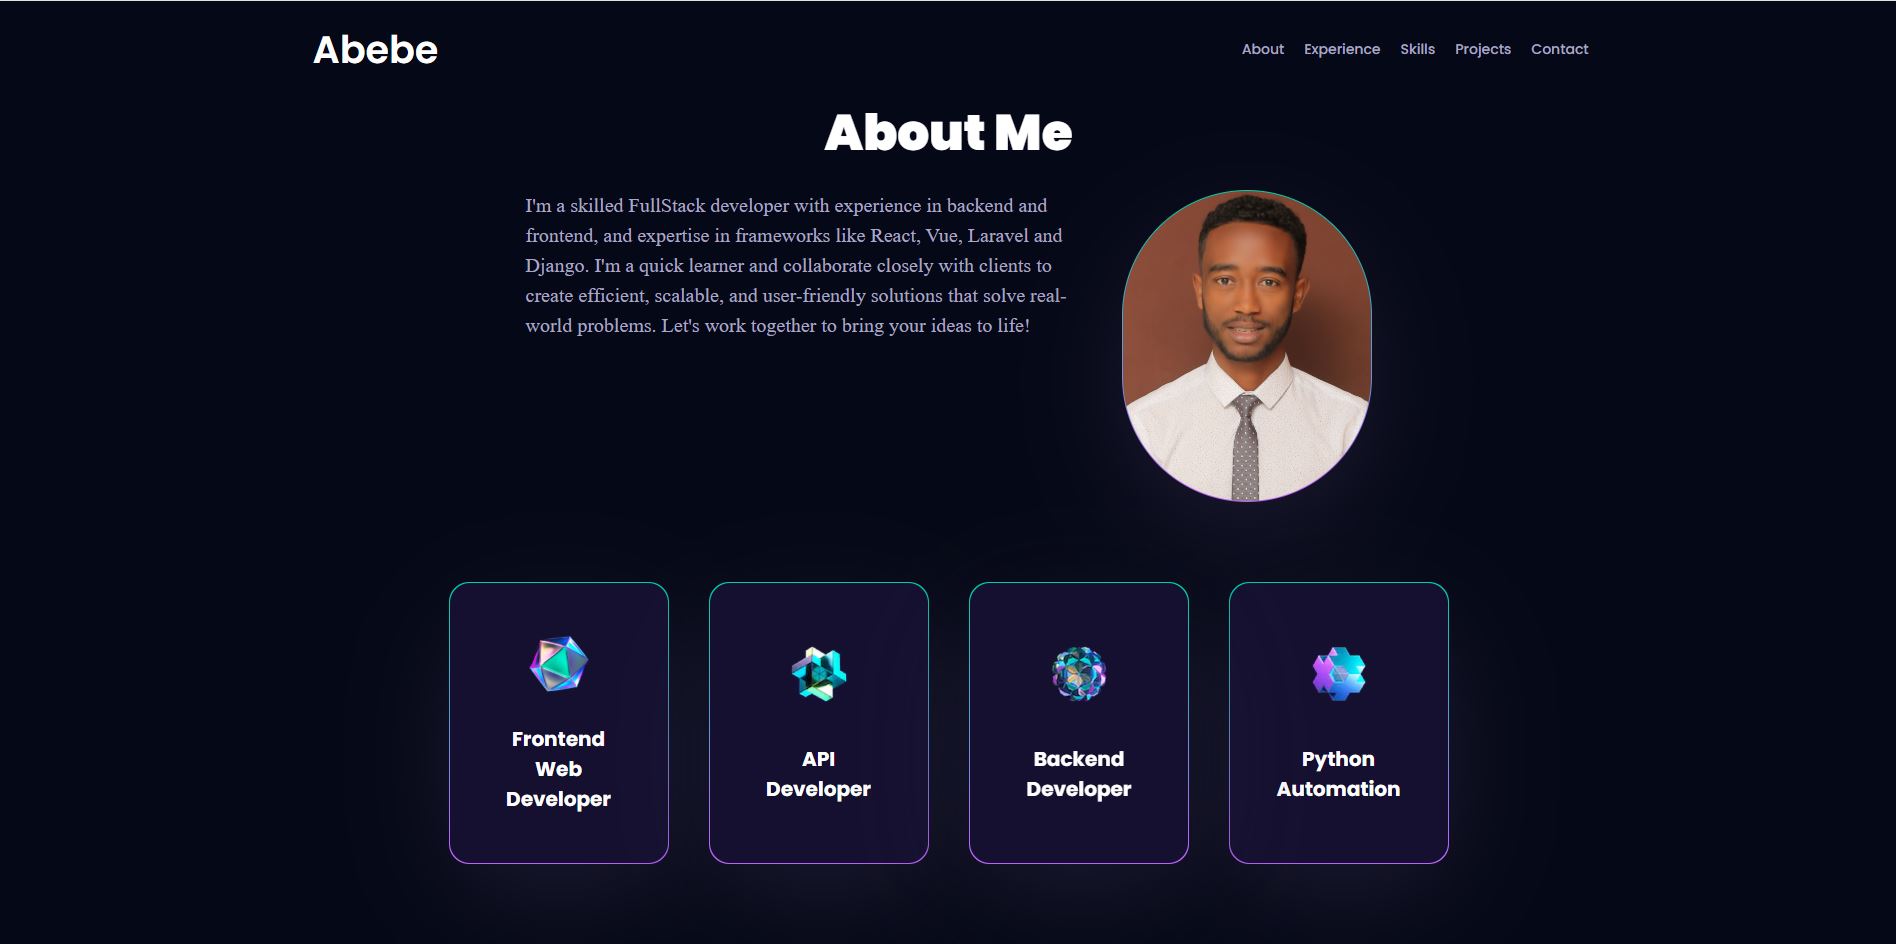 Abebe
About Experience Skills Projects Contact
About Me
I'm a skilled FullStack developer with experience in backend and
frontend, and expertise in frameworks like React, Vue, Laravel and
Django. I'm a quick learner and collaborate closely with clients to
create efficient, scalable, and user-friendly solutions that solve real-
world problems. Let's work together to bring your ideas to life!
Frontend
Web
Developer
API
Developer
Backend
Developer
Python
Automation